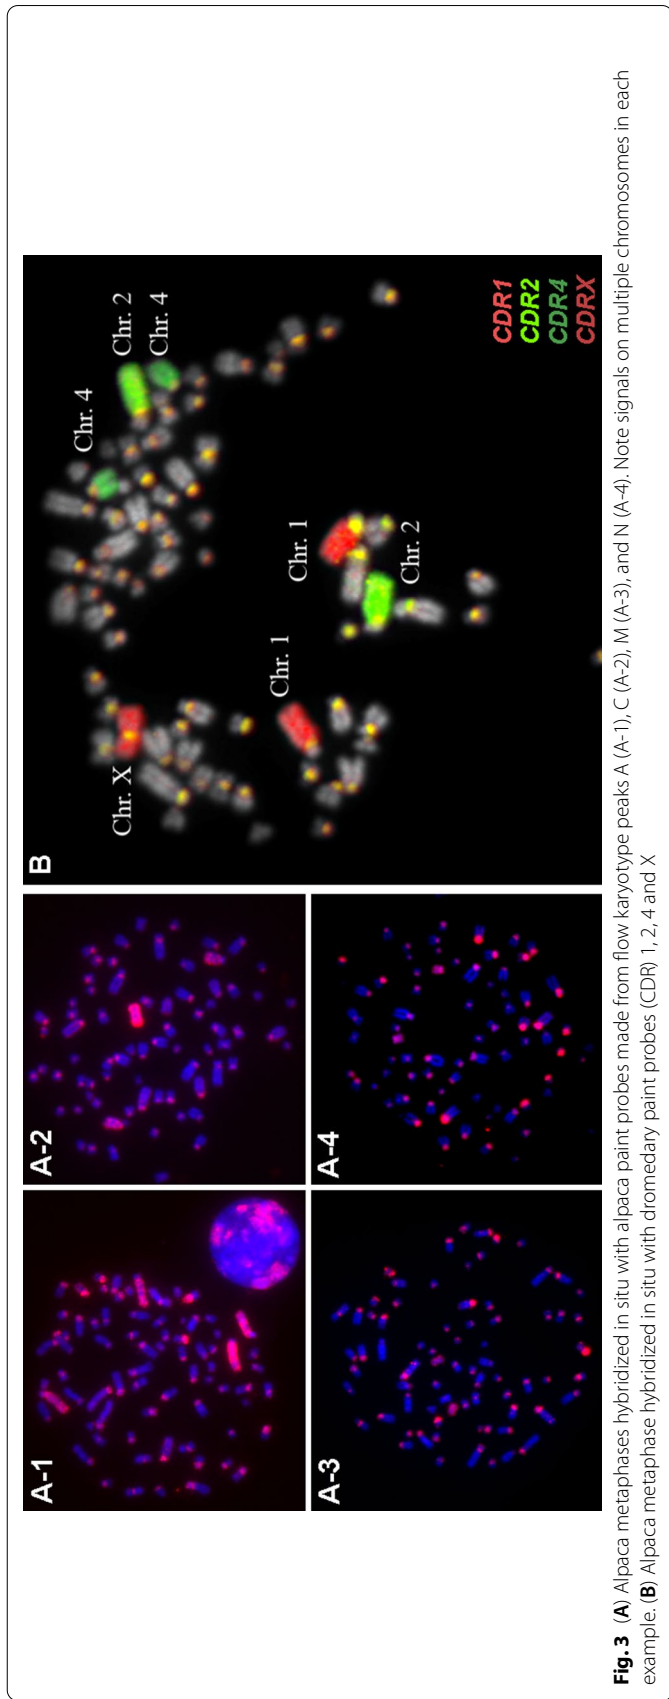 A-1
A-2
A-3
A-4
B
Chr. X
Chr. 1
Chr. 1
Chr. 2
Chr. 4
Chr. 2
Chr. 4
CDR1
CDR2
CDR4
CDRX
Fig. 3 (A) Alpaca metaphases hybridized in situ with alpaca paint probes made from flow karyotype peaks A (A-1), C (A-2), M (A-3), and N (A-4). Note signals on multiple chromosomes in each
example. (B) Alpaca metaphase hybridized in situ with dromedary paint probes (CDR) 1, 2, 4 and X